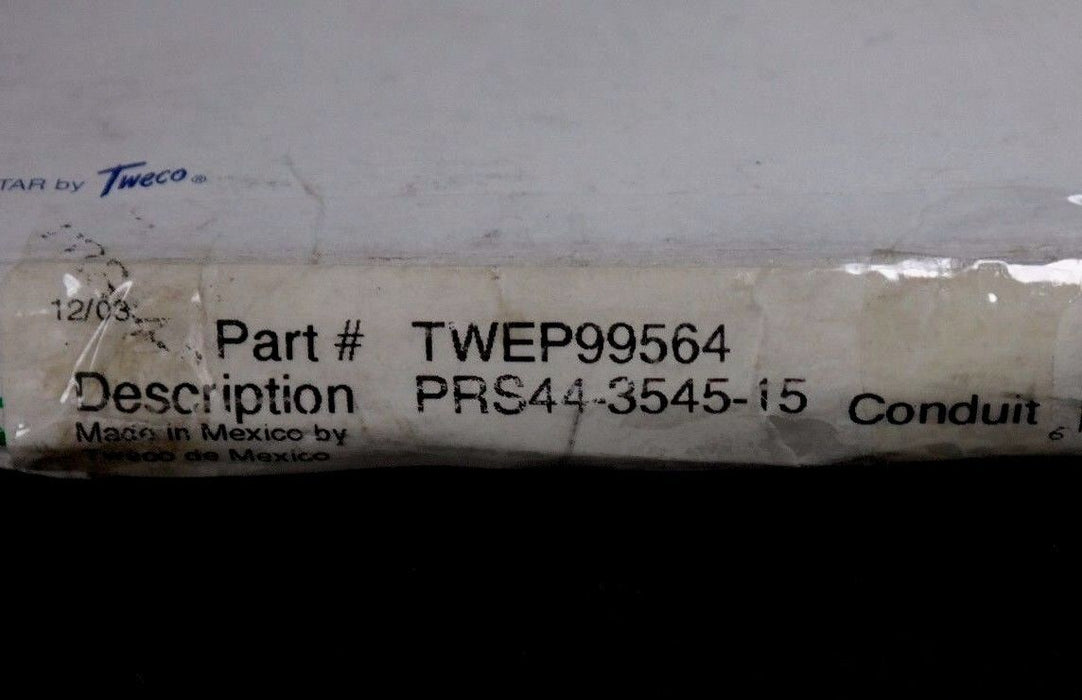 TAR by Tweco®
12/03
Part # TWEP99564
Description PRS44-3545-15 Conduit
Made in Mexico by
Tweco de Mexico